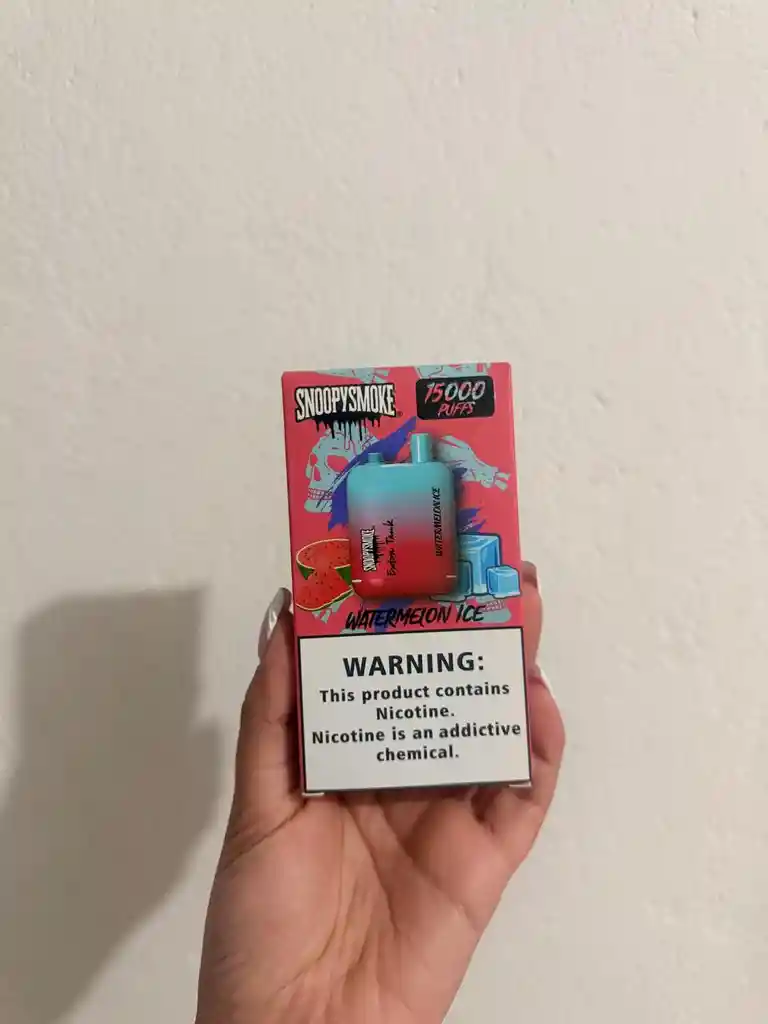 SNOOPYSMOKE
15000
PUFFS
SNOOPYSMOKE
WATERMELON ICE
WATERMELON ICE
WARNING:
This product contains
Nicotine.
Nicotine is an addictive
chemical.